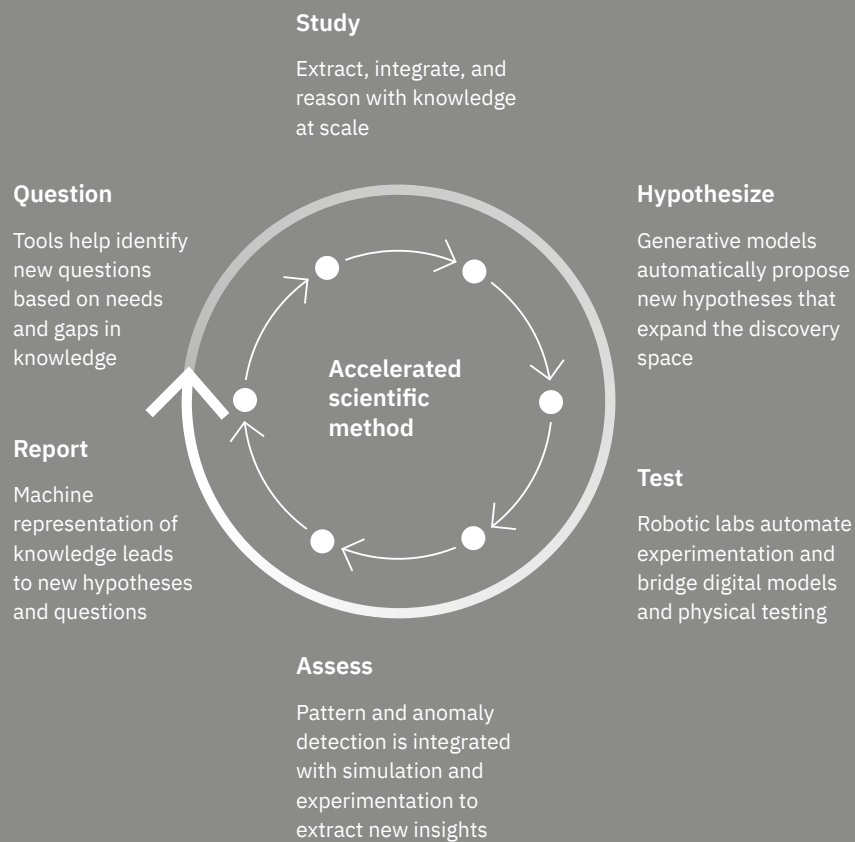 Study
Extract, integrate, and
reason with knowledge
at scale
Question
Tools help identify
new questions
based on needs
and gaps in
knowledge
Hypothesize
Generative models
automatically propose
new hypotheses that
expand the discovery
space
Accelerated
scientific
method
Report
Machine
representation of
knowledge leads
to new hypotheses
and questions
Test
Robotic labs automate
experimentation and
bridge digital models
and physical testing
Assess
Pattern and anomaly
detection is integrated
with simulation and
experimentation to
extract new insights